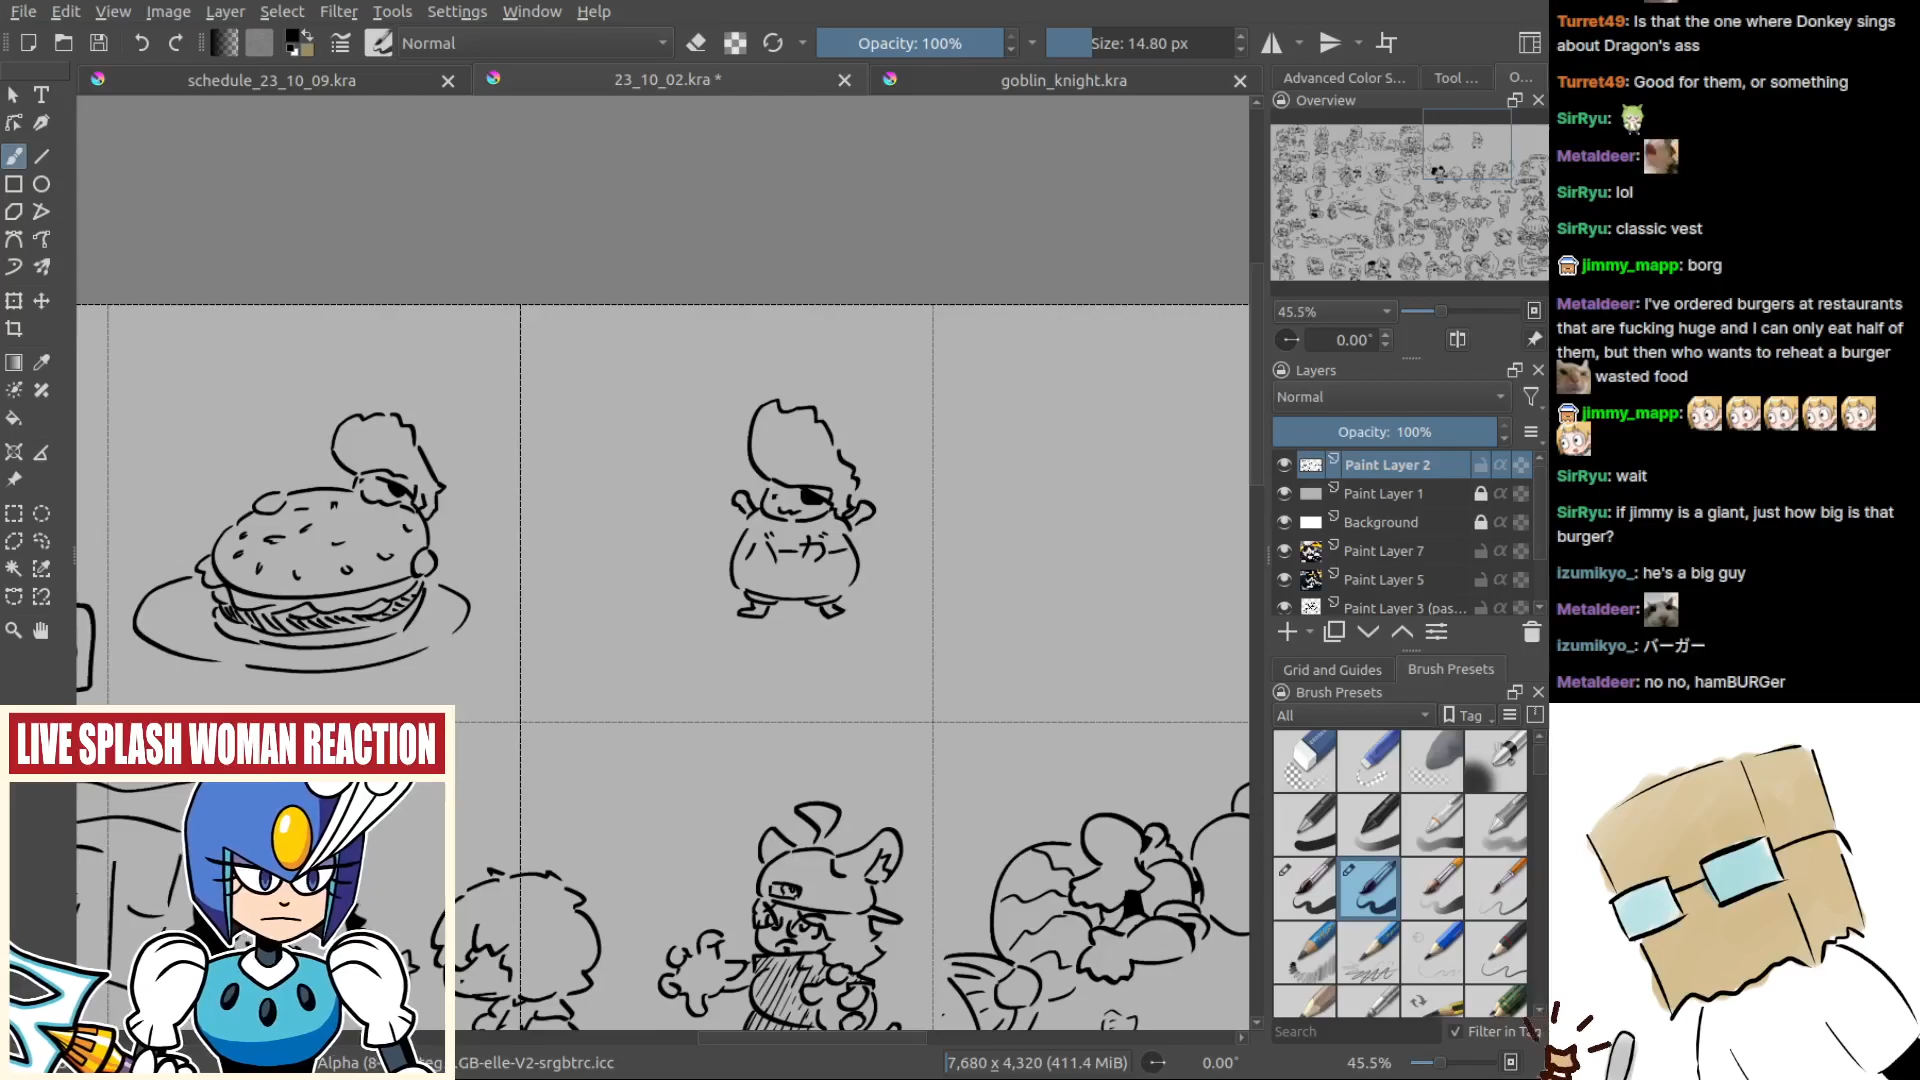 File Edit View Image Layer Select Filter Tools Settings Window Help
Normal
Opacity: 100%
Size: 14.80 px
schedule_23_10_09.kra
23_10_02.kra *
goblin_knight.kra
Advanced Color S...
Tool ...
O...
Overview
45.5%
0.00°
Layers
Normal
Opacity: 100%
Paint Layer 2
Paint Layer 1
Background
Paint Layer 7
Paint Layer 5
Paint Layer 3 (pas...
Grid and Guides
Brush Presets
Brush Presets
All
Tag
Search
Filter in
45.5%
7,680 x 4,320 (411.4 MiB)
0.00°
GB-elle-V2-srgbtrc.icc
バーガー
LIVE SPLASH WOMAN REACTION
Turret49: Is that the one where Donkey sings
about Dragon's ass
Turret49: Good for them, or something
SirRyu:
Metaldeer:
SirRyu: lol
SirRyu: classic vest
jimmy_mapp: borg
Metaldeer: I've ordered burgers at restaurants
that are fucking huge and I can only eat half of
them, but then who wants to reheat a burger
wasted food
jimmy_mapp:
SirRyu: wait
SirRyu: if jimmy is a giant, just how big is that
burger?
izumikyo_: he's a big guy
Metaldeer:
izumikyo_: バーガー
Metaldeer: no no, hamBURGer